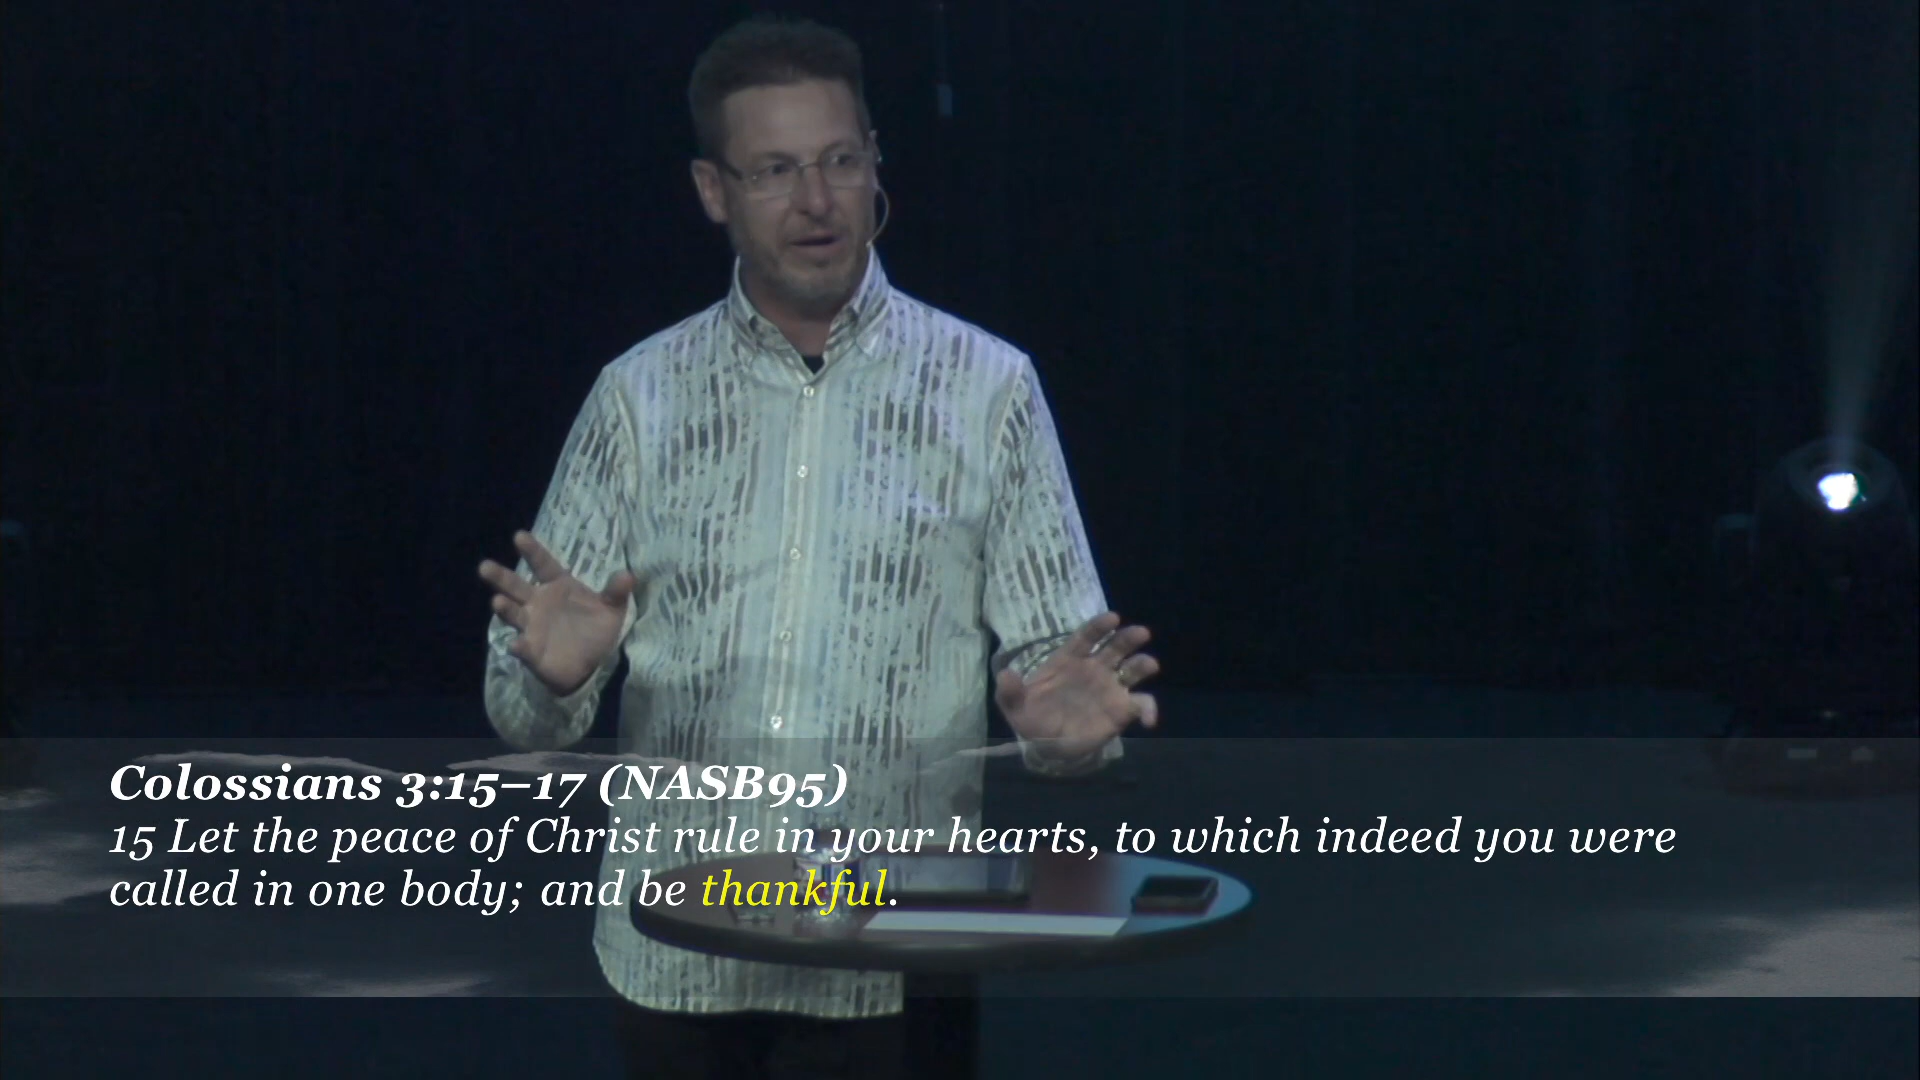 Colossians 3:15–17 (NASB95)
15 Let the peace of Christ rule in your hearts, to which indeed you were
called in one body; and be thankful.